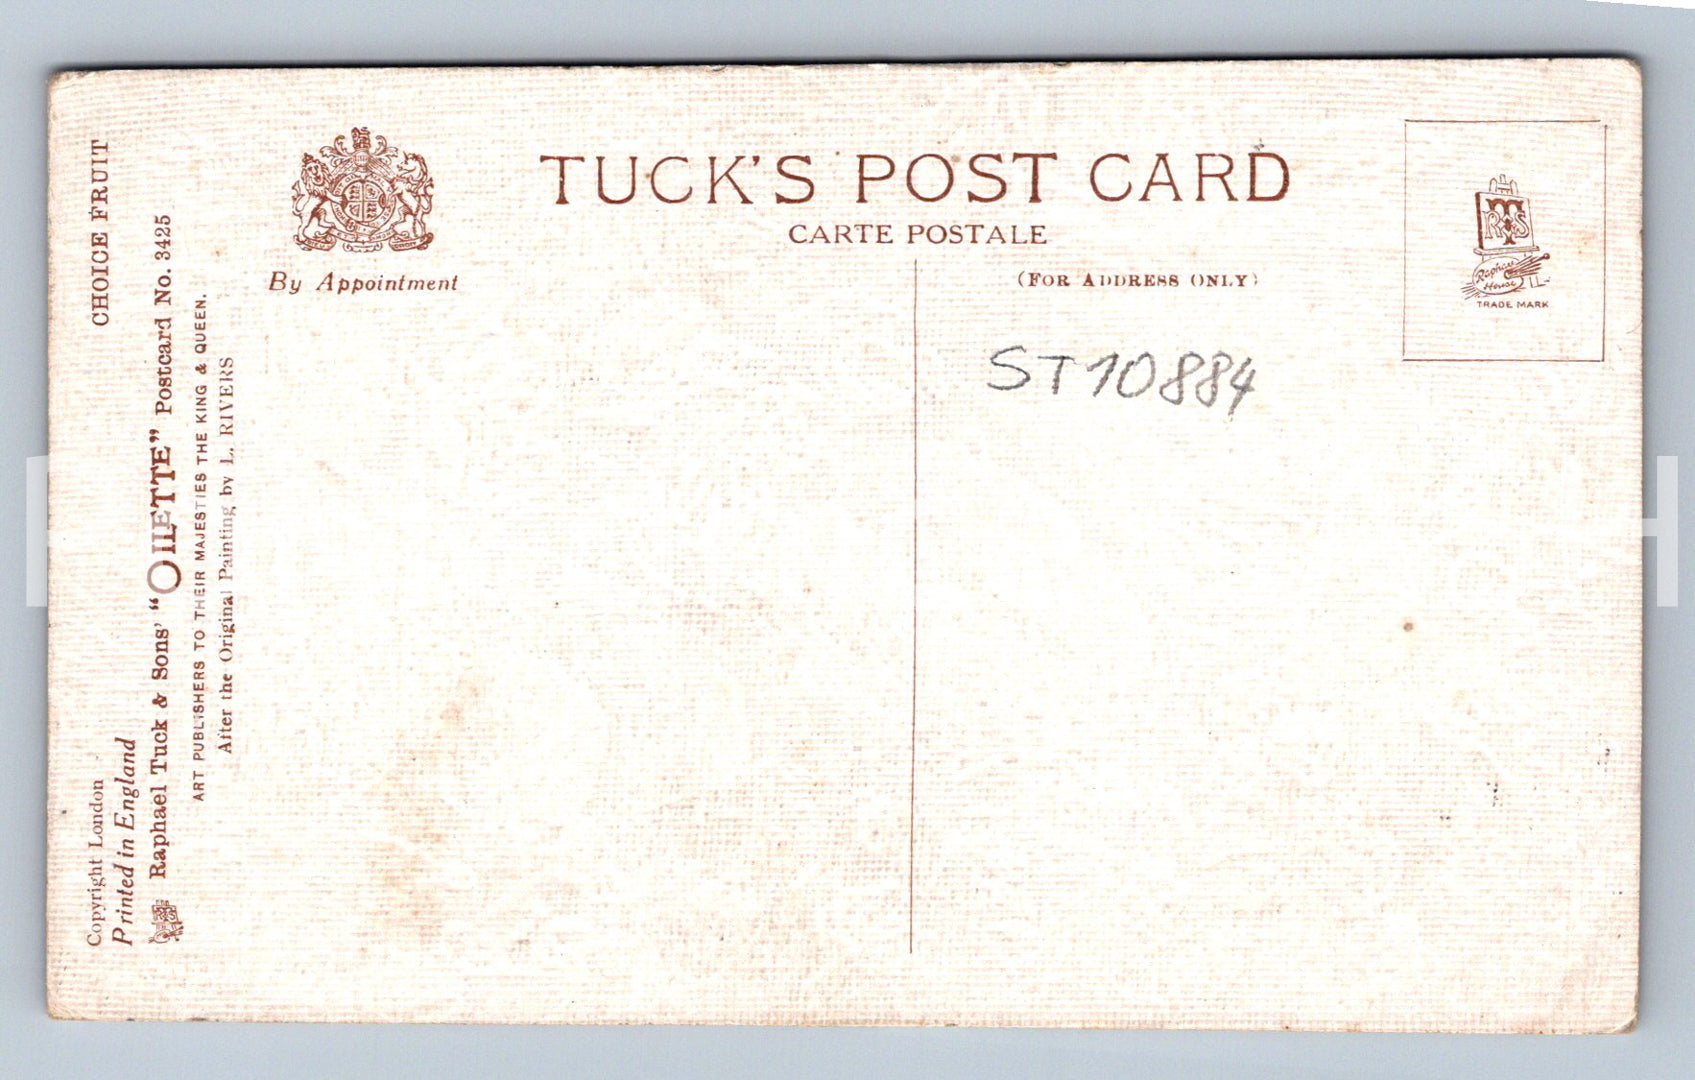 TUCK'S POST CARD
CARTE POSTALE
By Appointment
(FOR ADDRESS ONLY)
TRADE MARK
ST10884
CHOICE FRUIT
Copyright London
Printed in England
Raphael Tuck & Sons' "OILETTE" Postcard No. 3425
ART PUBLISHERS TO THEIR MAJESTIES THE KING & QUEEN.
After the Original Painting by L. RIVERS